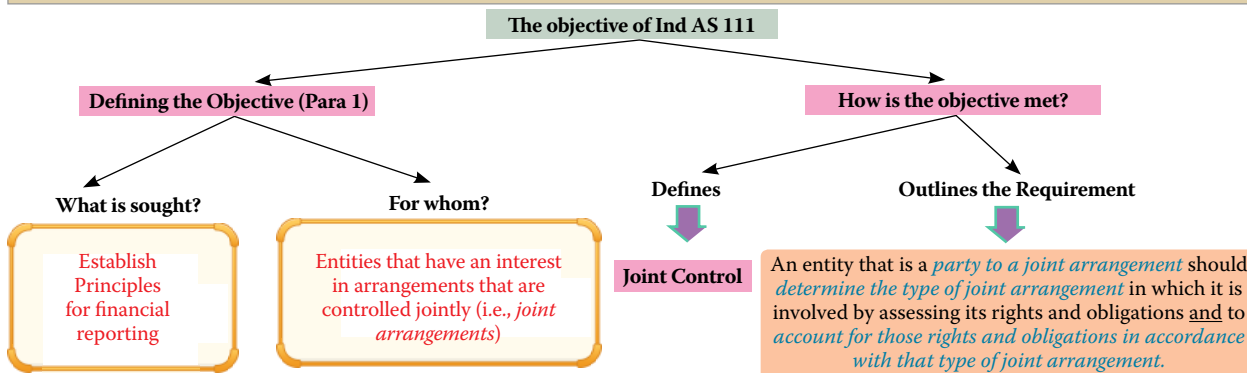 The objective of Ind AS 111
Defining the Objective (Para 1)
How is the objective met?
What is sought?
For whom?
Defines
Outlines the Requirement
Establish
Principles
for financial
reporting
Entities that have an interest
in arrangements that are
controlled jointly (i.e., joint
arrangements)
Joint Control
An entity that is a party to a joint arrangement should
determine the type of joint arrangement in which it is
involved by assessing its rights and obligations and to
account for those rights and obligations in accordance
with that type of joint arrangement.